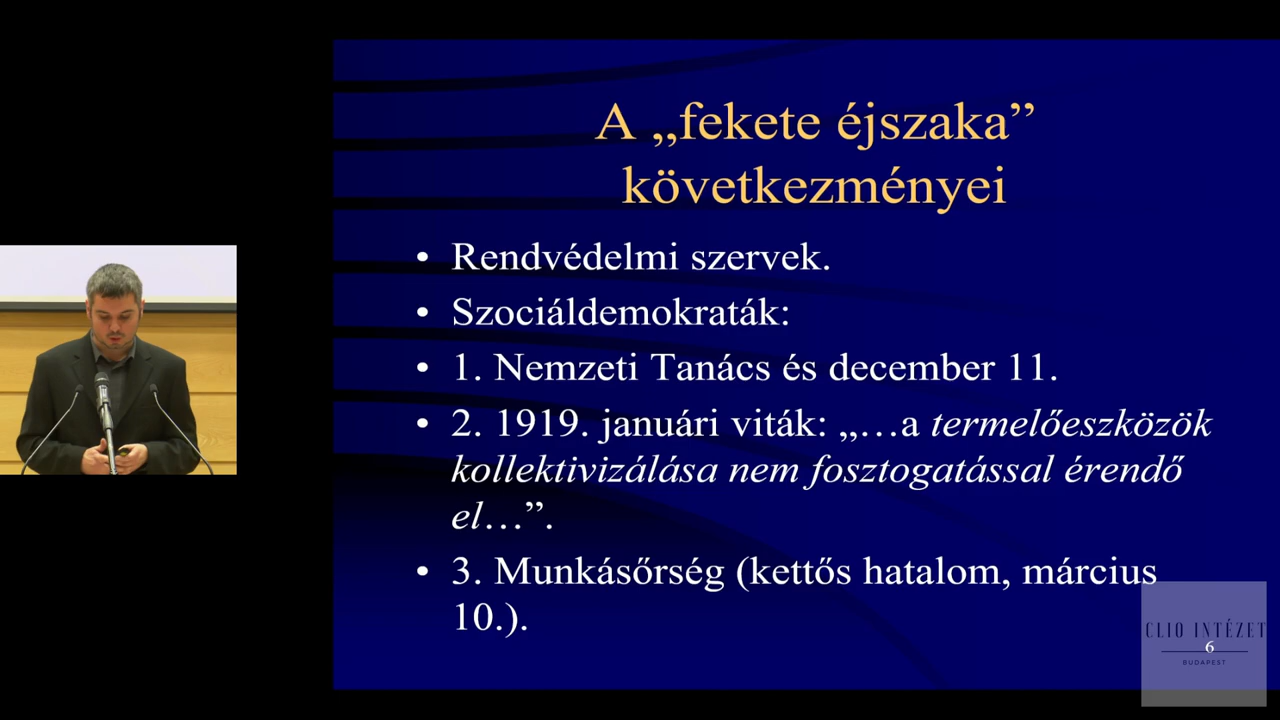 A „fekete éjszaka”
következményei
• Rendvédelmi szervek.
• Szociáldemokraták:
• 1. Nemzeti Tanács és december 11.
• 2. 1919. januári viták: „…a termelőeszközök
kollektivizálása nem fosztogatással érendő
el…”.
• 3. Munkásőrség (kettős hatalom, március
10.).
CLIO INTÉZET
6
BUDAPEST